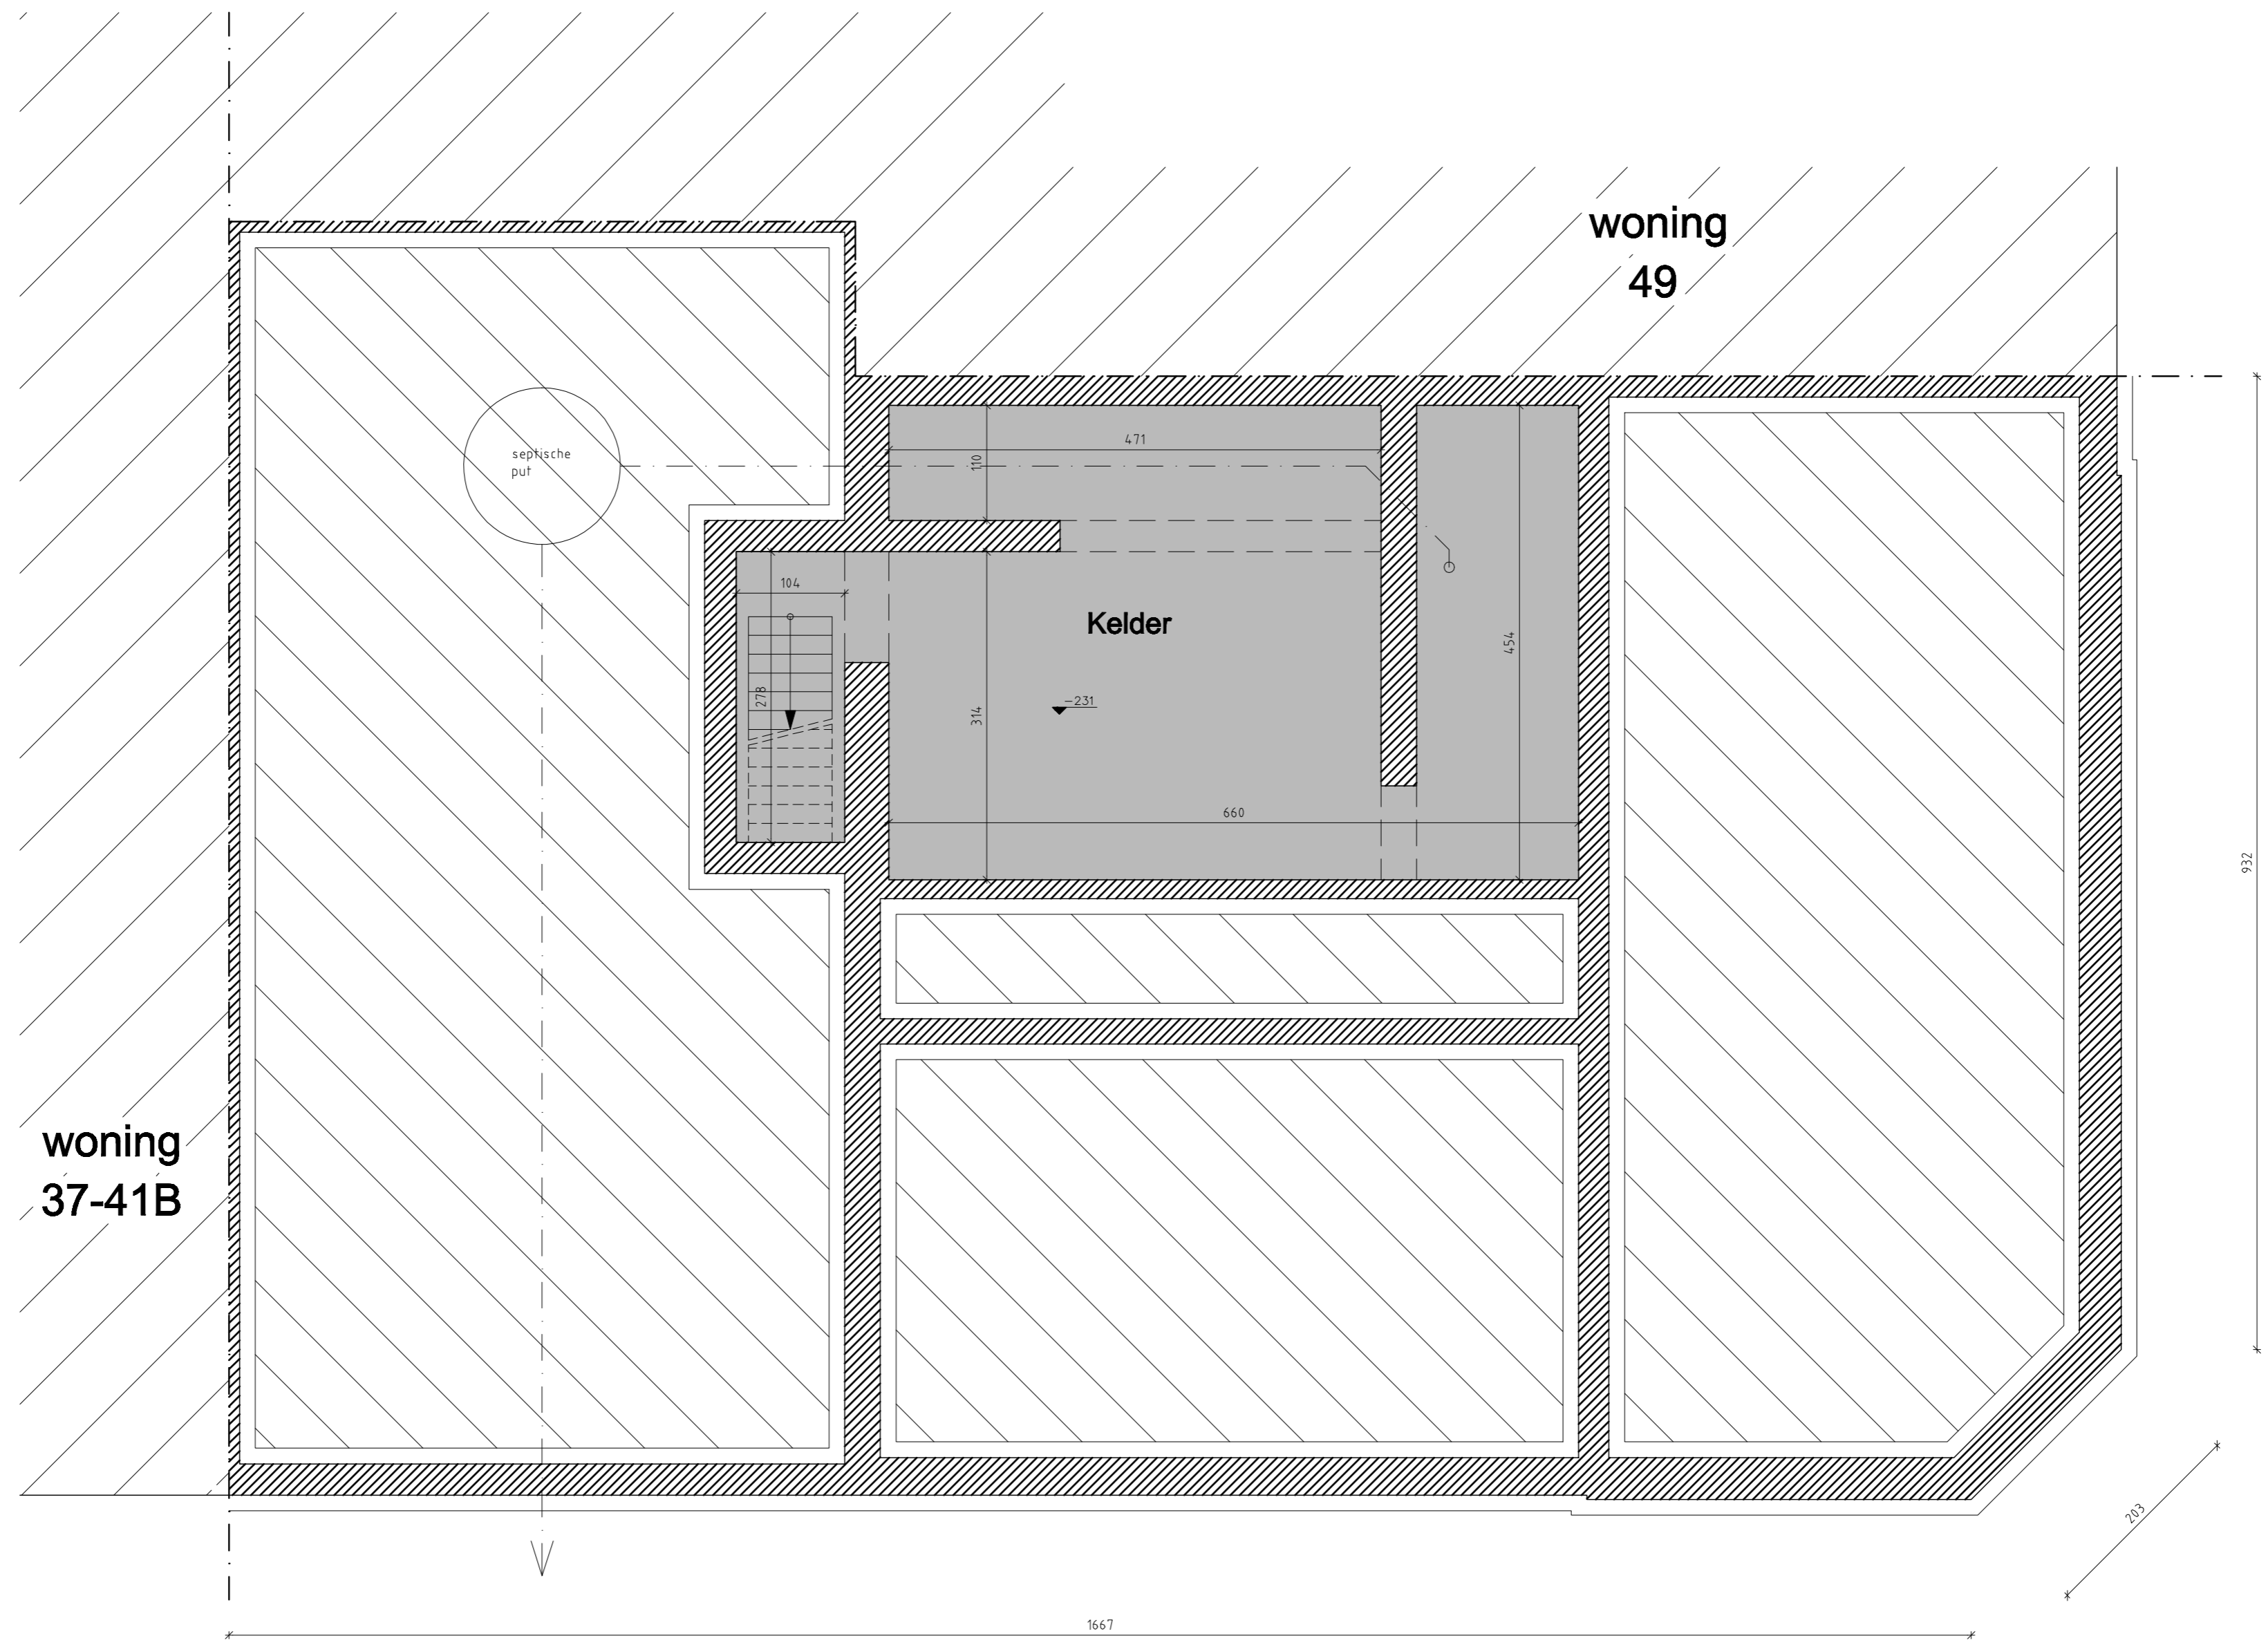 woning
49
471
110
septische
put
104
Kelder
454
278
-231
314
660
932
woning
37-41B
203
1667